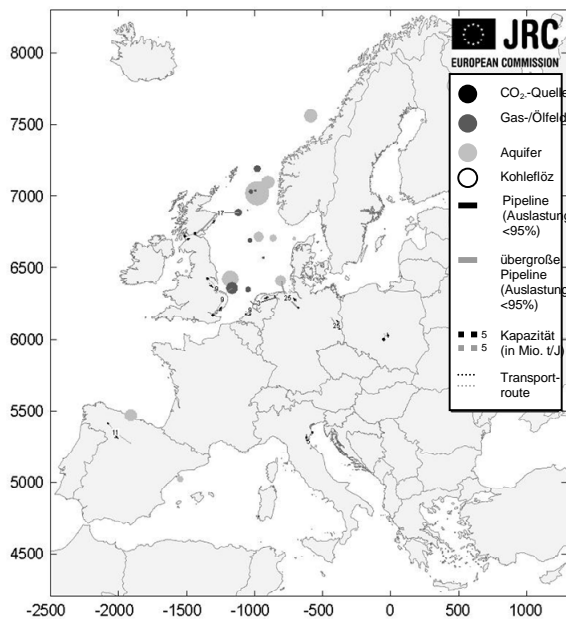 JRC
EUROPEAN COMMISSION
CO₂-Quelle
Gas-/Ölfeld
Aquifer
Kohleflöz
Pipeline
(Auslastung
<95%)
übergroße
Pipeline
(Auslastung
<95%)
5 Kapazität
5 (in Mio. t/J)
Transport-
route
8000
7500
7000
6500
6000
5500
5000
4500
-2500 -2000 -1500 -1000 -500 0 500 1000
17
9
9
25
25
11